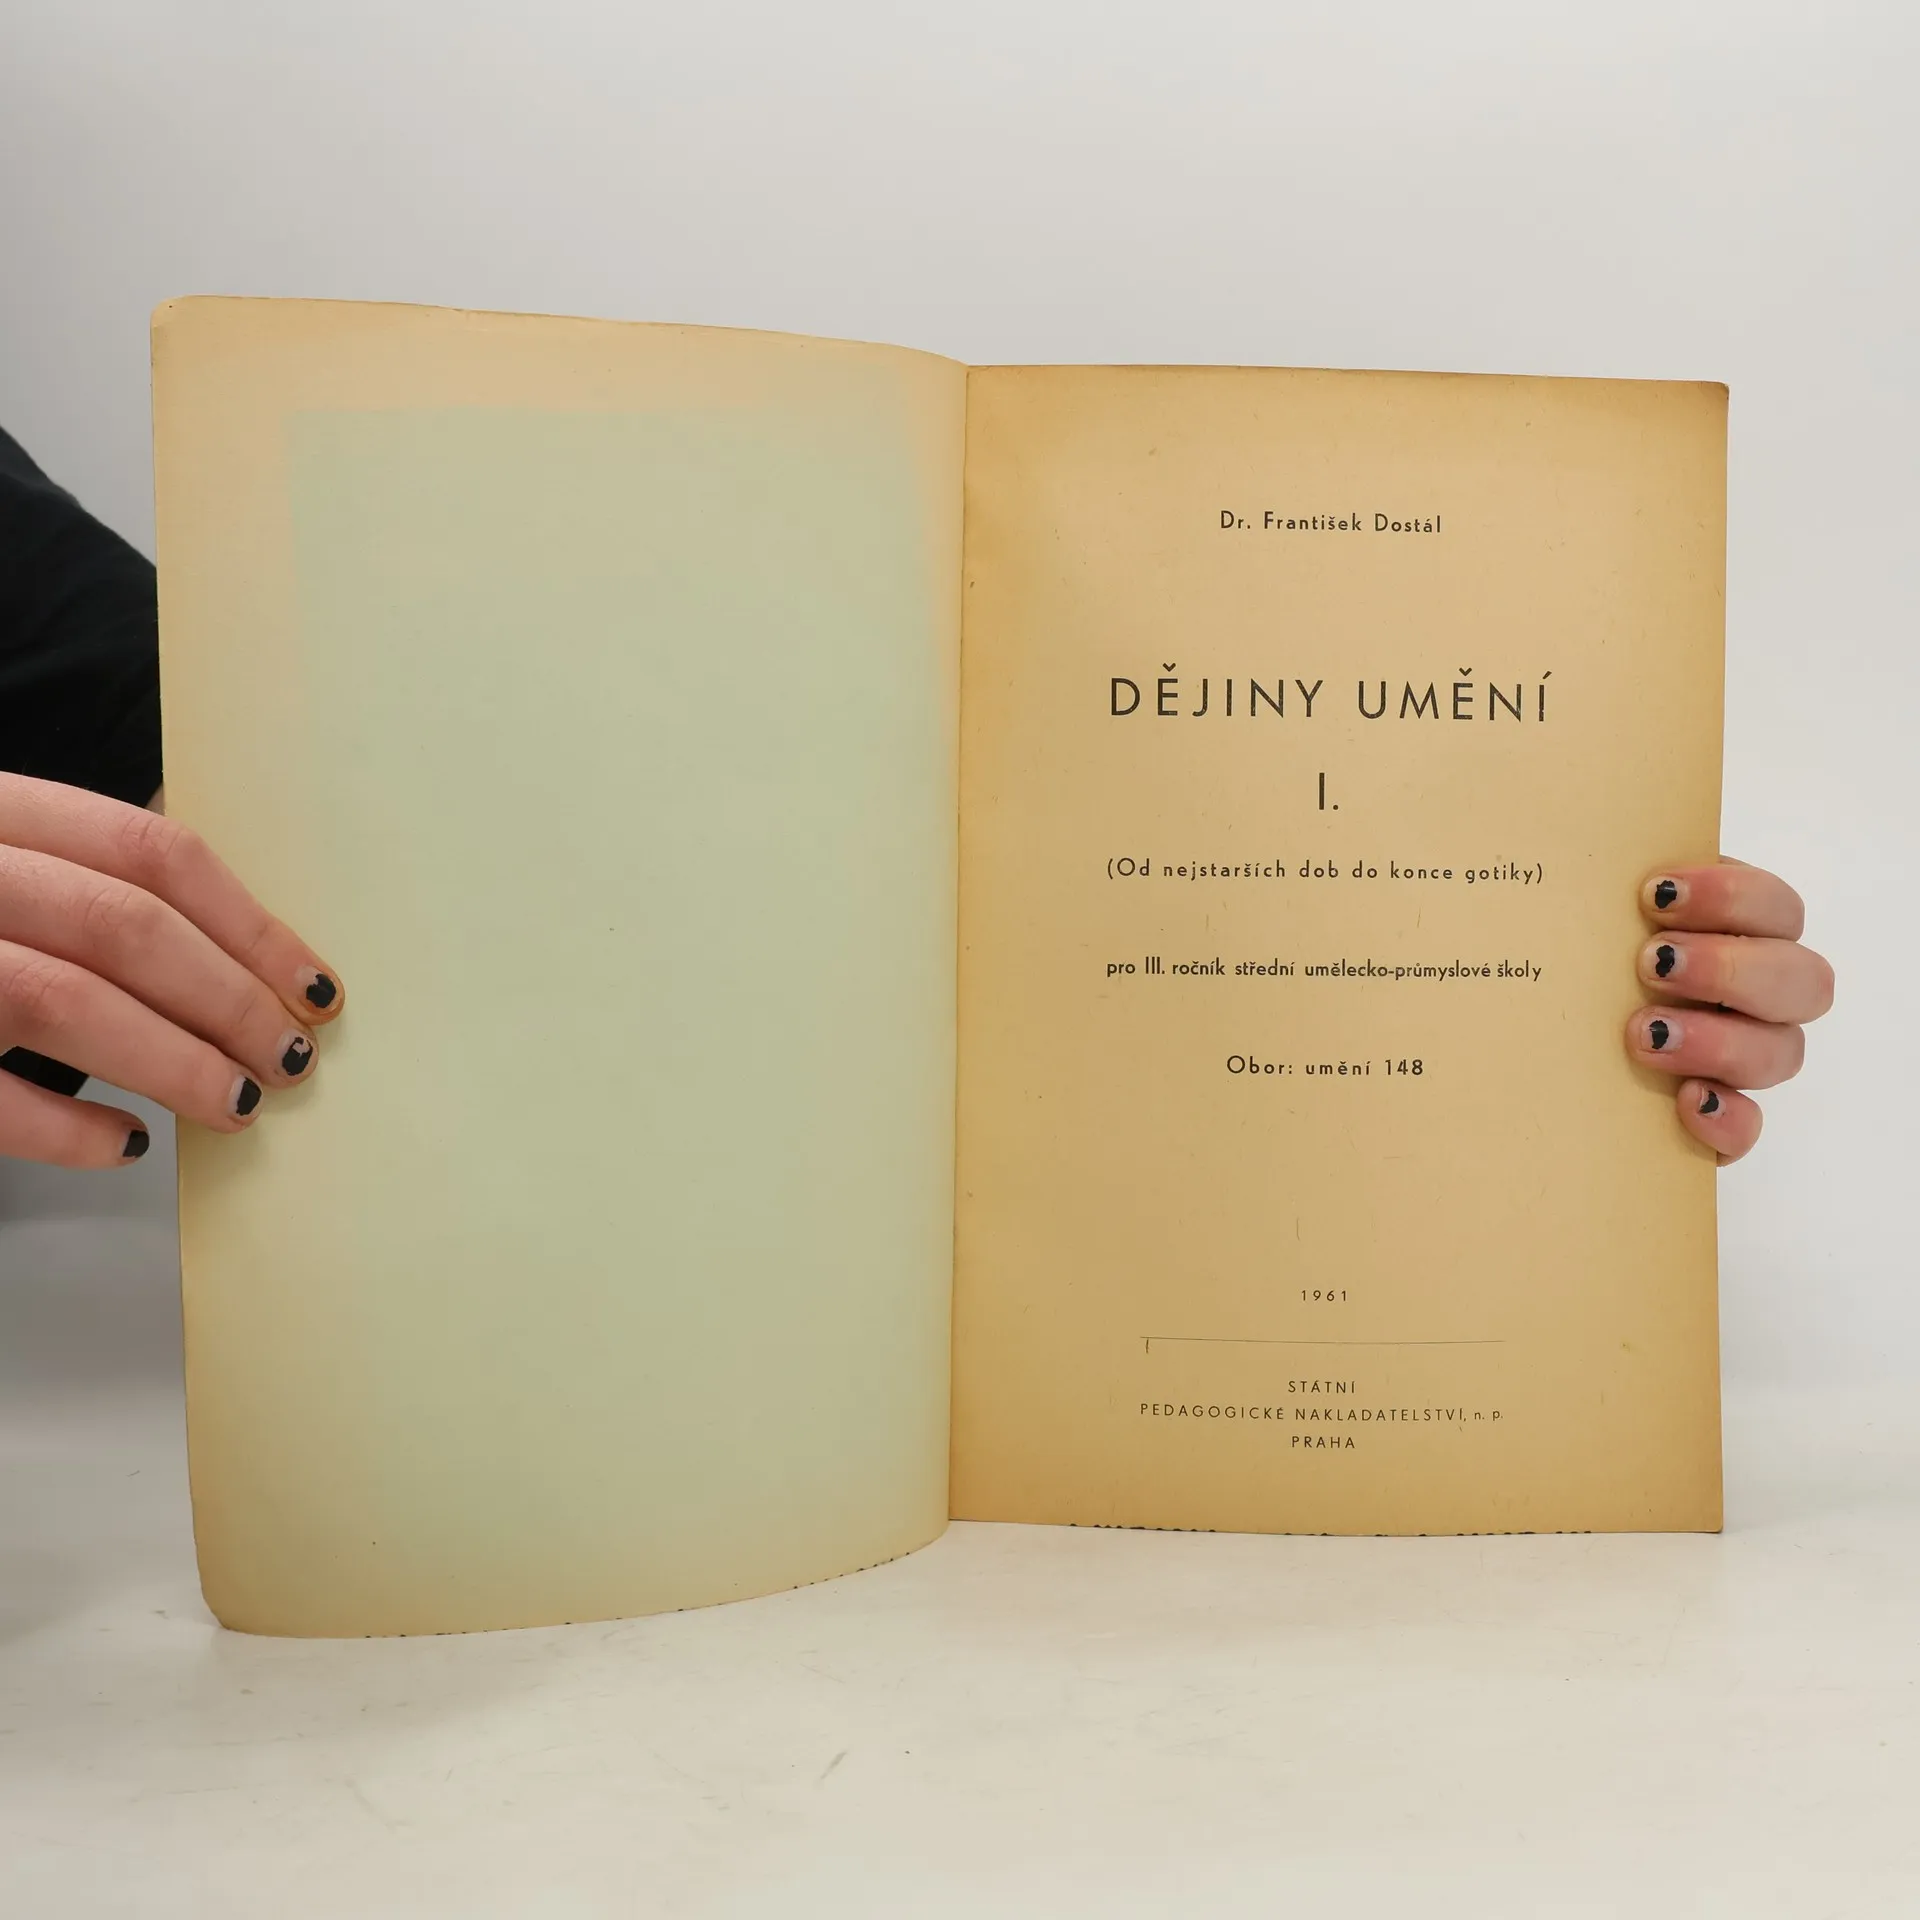 Dr. František Dostál
DĚJINY UMĚNÍ
I.
(Od nejstarších dob do konce gotiky)
pro III. ročník střední umělecko-průmyslové školy
Obor: umění 148
1961
STÁTNÍ
PEDAGOGICKÉ NAKLADATELSTVÍ, n. p.
PRAHA